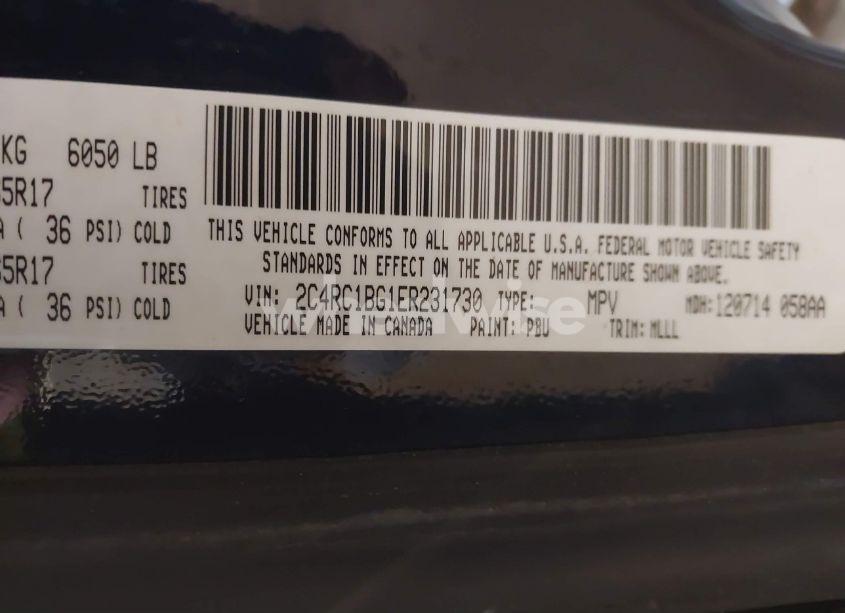 KG 6050 LB
5R17 TIRES
( 36 PSI) COLD
5R17 TIRES
( 36 PSI) COLD
THIS VEHICLE CONFORMS TO ALL APPLICABLE U.S.A. FEDERAL MOTOR VEHICLE SAFETY
STANDARDS IN EFFECT ON THE DATE OF MANUFACTURE SHOWN ABOVE.
VIN: 2C4RC1BG1ER231730 TYPE: MPV MDH: 120714 058AA
VEHICLE MADE IN CANADA PAINT: PBU TRIM: MLLL